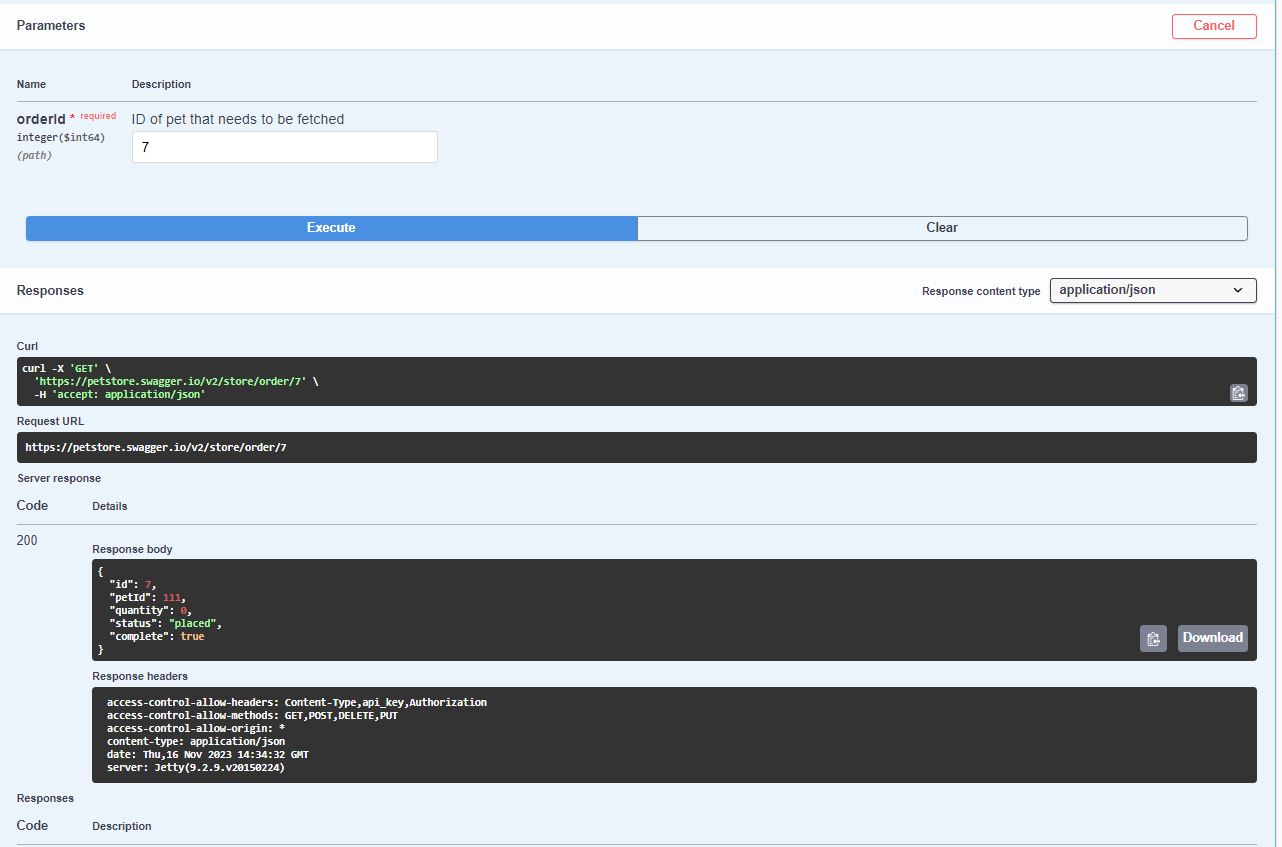 Parameters
Cancel
Name Description
orderId * required ID of pet that needs to be fetched
integer($int64)
7
(path)
Execute Clear
Responses Response content type application/json
Curl
curl -X 'GET' \
'https://petstore.swagger.io/v2/store/order/7' \
-H 'accept: application/json'
Request URL
https://petstore.swagger.io/v2/store/order/7
Server response
Code Details
200
Response body
{
"id": 7,
"petId": 111,
"quantity": 0,
"status": "placed",
"complete": true
}
Download
Response headers
access-control-allow-headers: Content-Type,api_key,Authorization
access-control-allow-methods: GET,POST,DELETE,PUT
access-control-allow-origin: *
content-type: application/json
date: Thu,16 Nov 2023 14:34:32 GMT
server: Jetty(9.2.9.v20150224)
Responses
Code Description